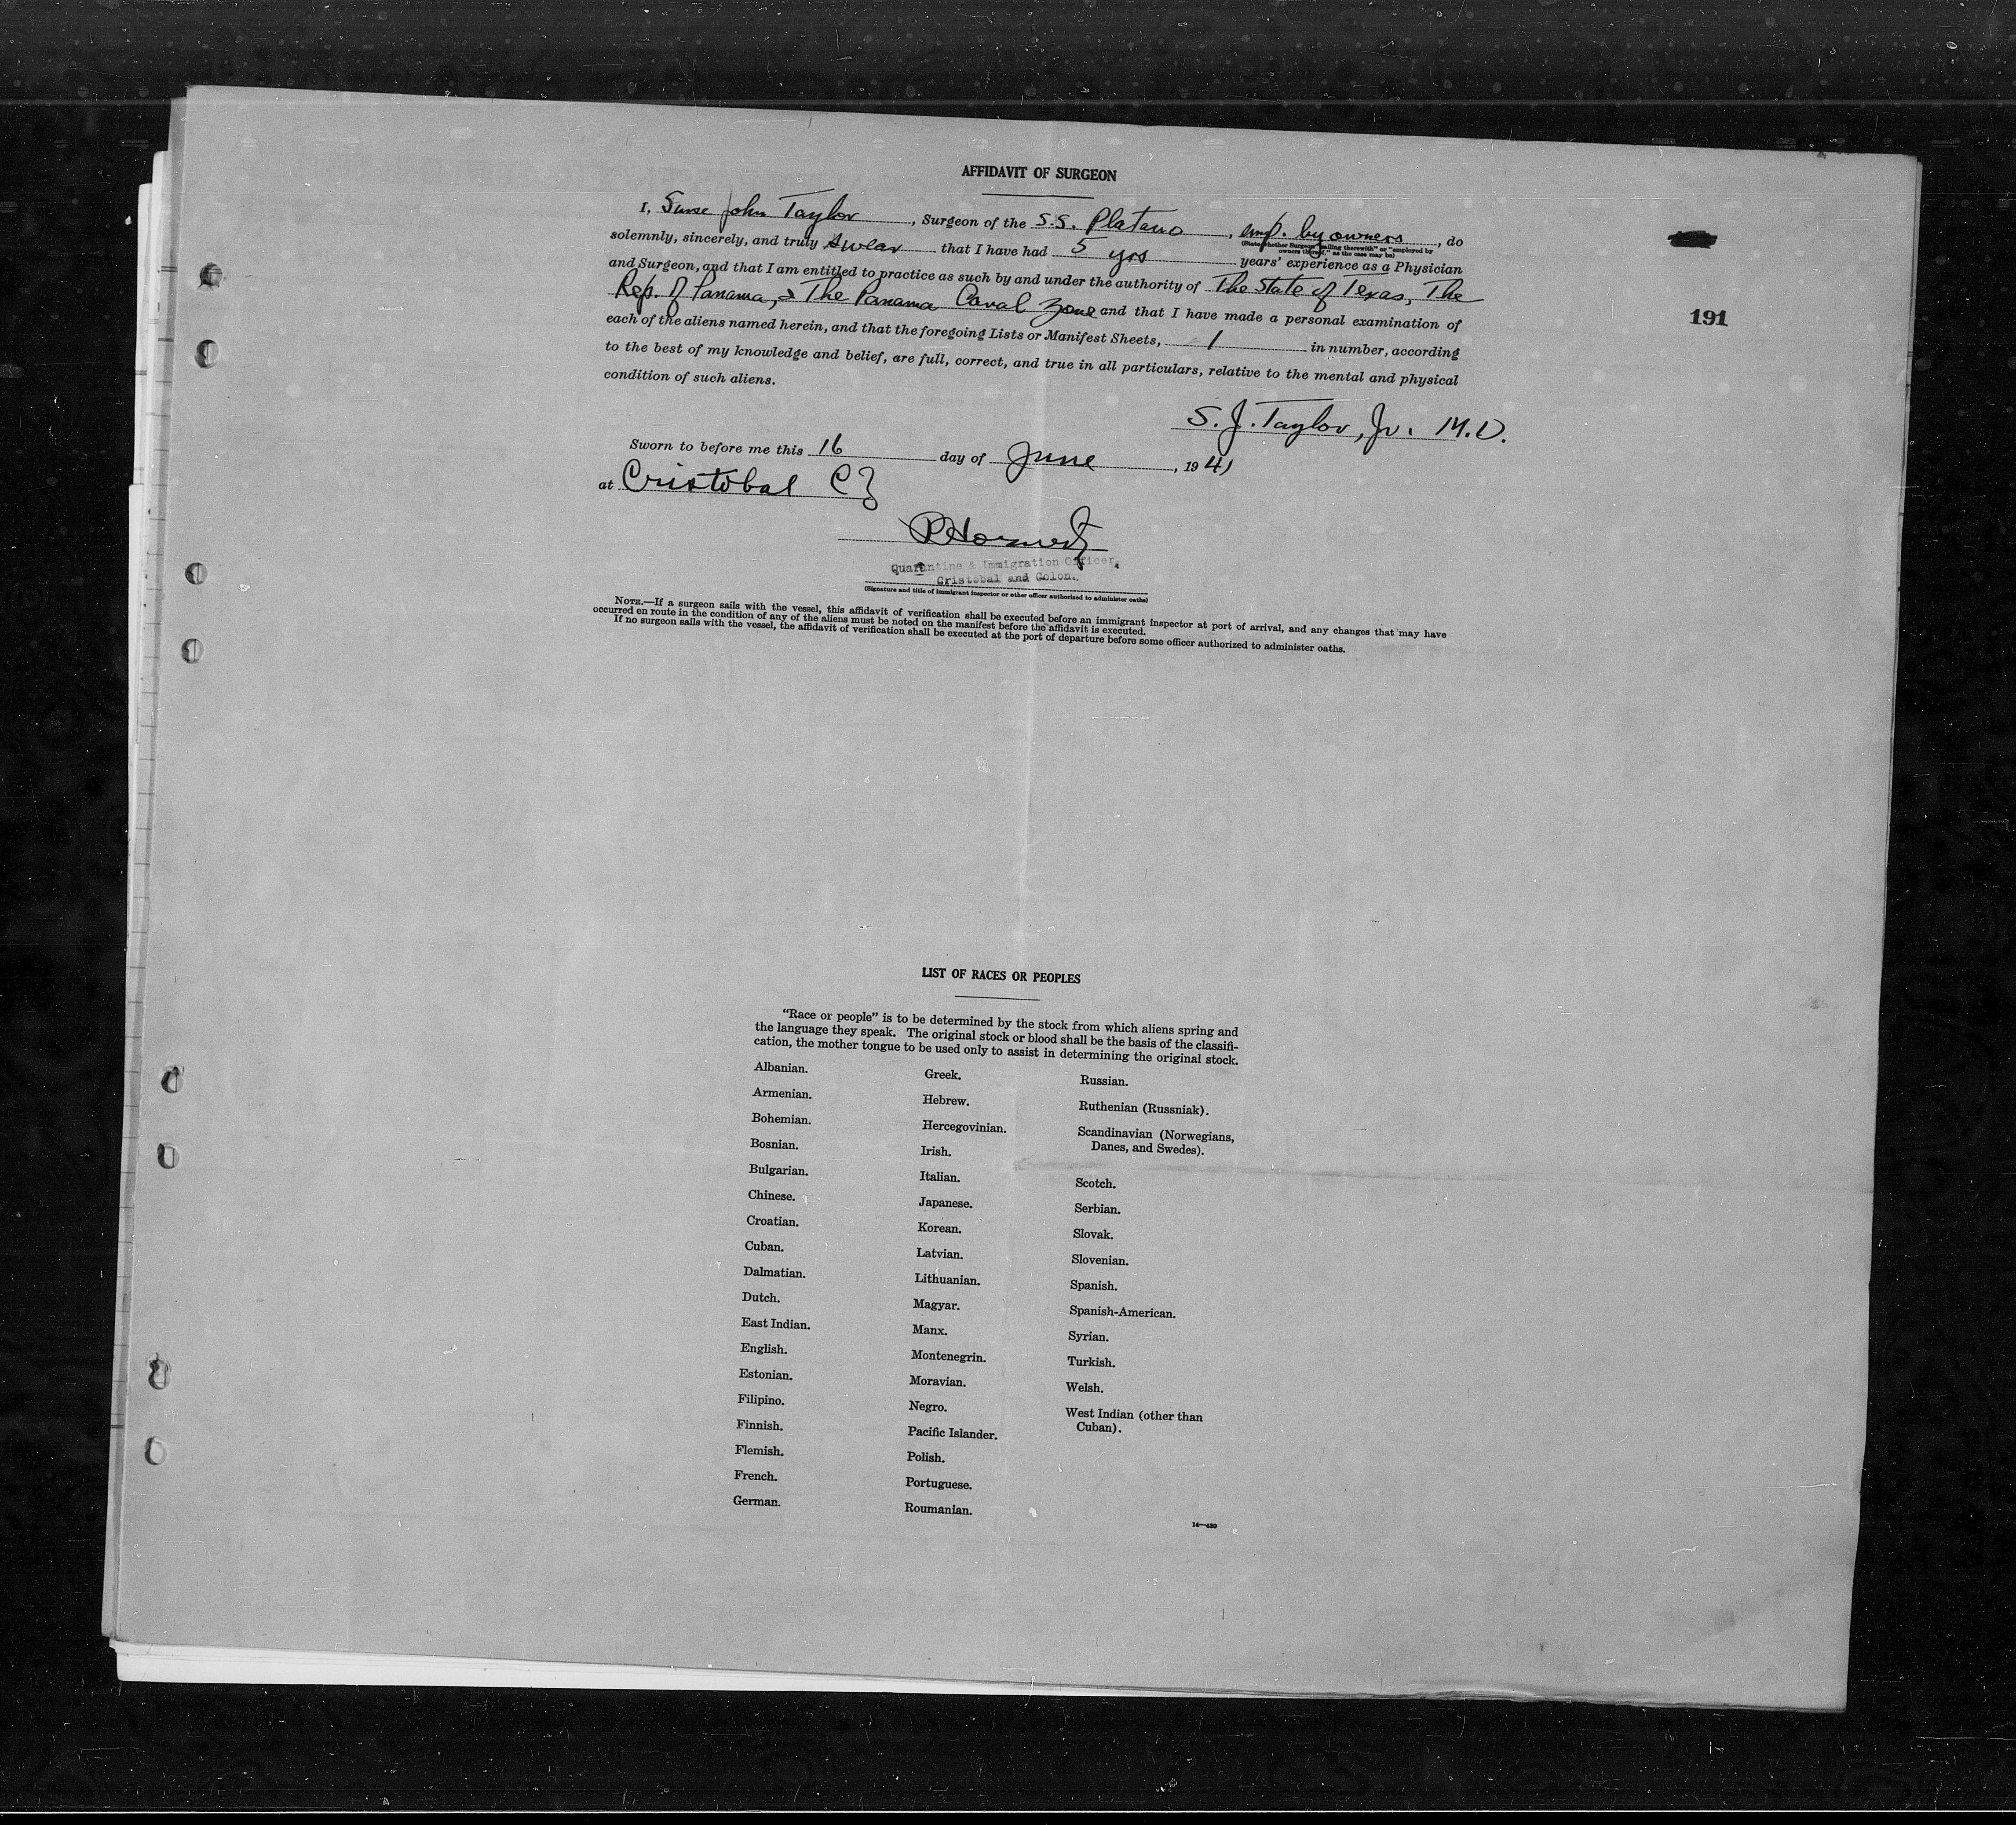 AFFIDAVIT OF SURGEON
I, John Taylor, Surgeon of the S.S. Platano, emp. by owners, do
(State whether Surgeon "sailing therewith" or "employed by
owners thereof," as the case may be)
solemnly, sincerely, and truly swear that I have had 5 yrs years' experience as a Physician
and Surgeon, and that I am entitled to practice as such by and under the authority of The State of Texas, The
Rep. of Panama, & The Panama Canal Zone and that I have made a personal examination of
each of the aliens named herein, and that the foregoing Lists or Manifest Sheets, 1 in number, according
to the best of my knowledge and belief, are full, correct, and true in all particulars, relative to the mental and physical
condition of such aliens.
191
S. J. Taylor, Jr. M.D.
Sworn to before me this 16 day of June, 1941
at Cristobal CZ
Quarantine & Immigration Officer,
Cristobal and Colon.
(Signature and title of immigrant inspector or other officer authorized to administer oaths)
NOTE.—If a surgeon sails with the vessel, this affidavit of verification shall be executed before an immigrant inspector at port of arrival, and any changes that may have
occurred en route in the condition of any of the aliens must be noted on the manifest before the affidavit is executed.
If no surgeon sails with the vessel, the affidavit of verification shall be executed at the port of departure before some officer authorized to administer oaths.
LIST OF RACES OR PEOPLES
"Race or people" is to be determined by the stock from which aliens spring and
the language they speak. The original stock or blood shall be the basis of the classifi-
cation, the mother tongue to be used only to assist in determining the original stock.
Albanian.
Armenian.
Bohemian.
Bosnian.
Bulgarian.
Chinese.
Croatian.
Cuban.
Dalmatian.
Dutch.
East Indian.
English.
Estonian.
Filipino.
Finnish.
Flemish.
French.
German.
Greek.
Hebrew.
Hercegovinian.
Irish.
Italian.
Japanese.
Korean.
Latvian.
Lithuanian.
Magyar.
Manx.
Montenegrin.
Moravian.
Negro.
Pacific Islander.
Polish.
Portuguese.
Roumanian.
Russian.
Ruthenian (Russniak).
Scandinavian (Norwegians,
Danes, and Swedes).
Scotch.
Serbian.
Slovak.
Slovenian.
Spanish.
Spanish-American.
Syrian.
Turkish.
Welsh.
West Indian (other than
Cuban).
14—430